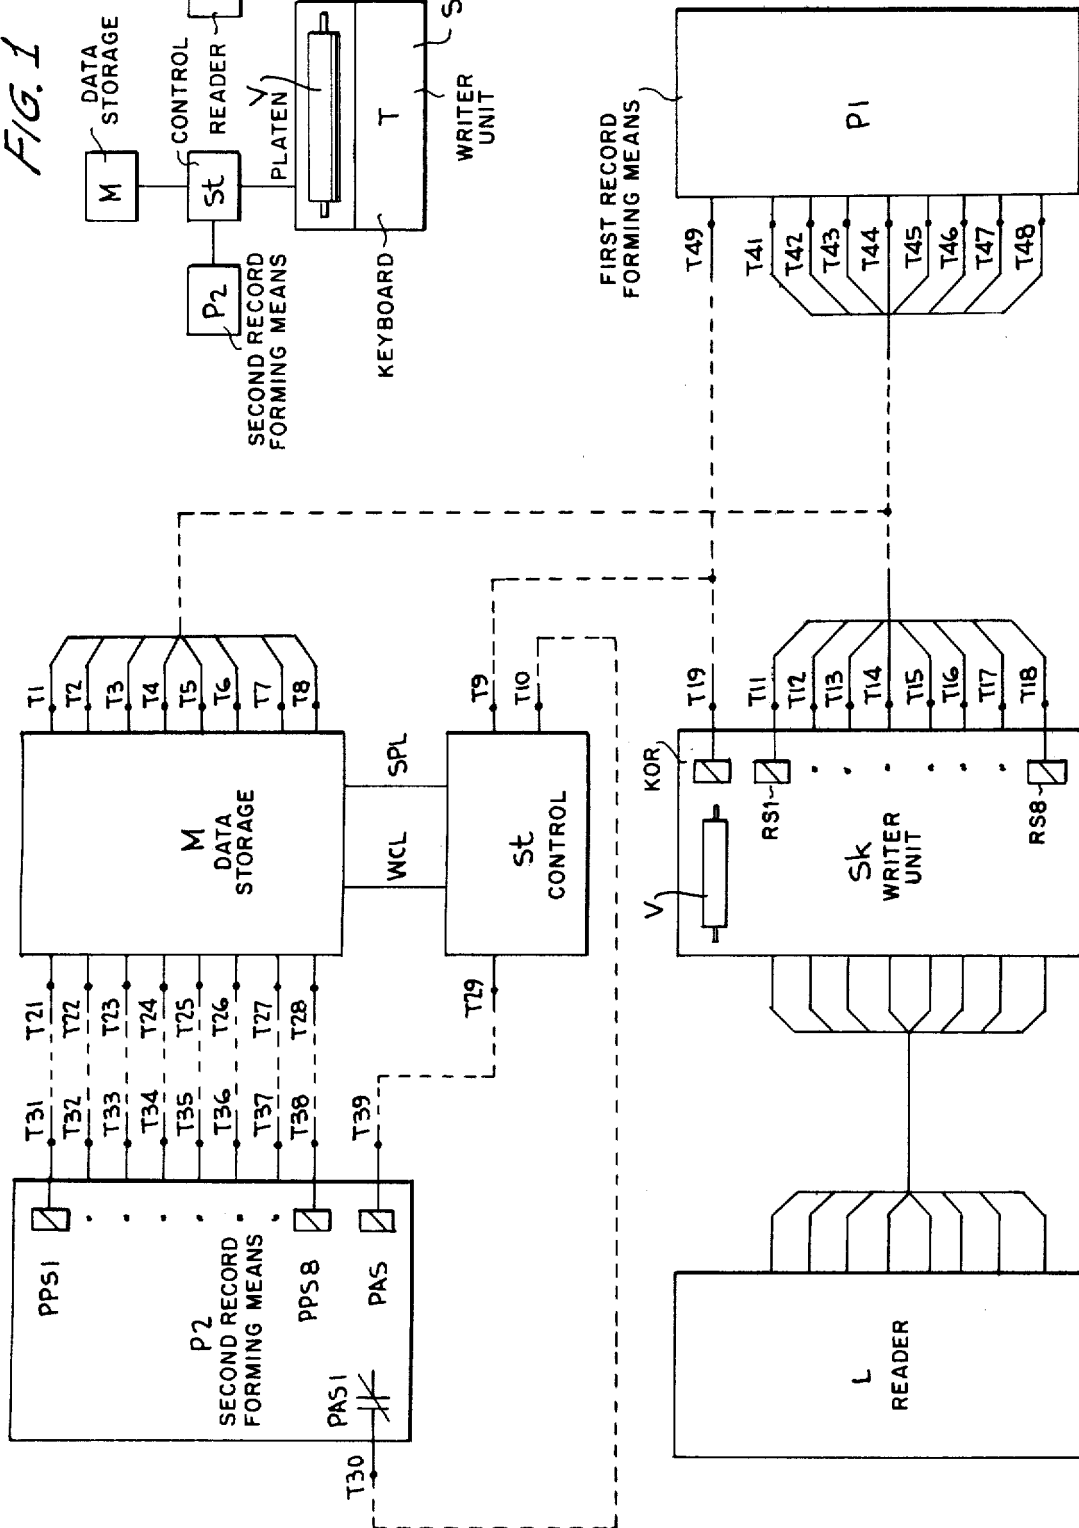 FIG. 1
M
DATA
STORAGE
St
CONTROL
READER
P2
SECOND RECORD
FORMING MEANS
PLATEN
V
T
KEYBOARD
WRITER
UNIT
S
FIRST RECORD
FORMING MEANS
P1
T49
T41
T42
T43
T44
T45
T46
T47
T48
T1
T2
T3
T4
T5
T6
T7
T8
T9
T10
M
DATA
STORAGE
WCL
SPL
St
CONTROL
T21
T22
T23
T24
T25
T26
T27
T28
T29
T31
T32
T33
T34
T35
T36
T37
T38
T39
PPS1
P2
SECOND RECORD
FORMING MEANS
PPS8
PAS
PAS1
T30
T19
T11
T12
T13
T14
T15
T16
T17
T18
KOR
RS1
RS8
V
Sk
WRITER
UNIT
L
READER